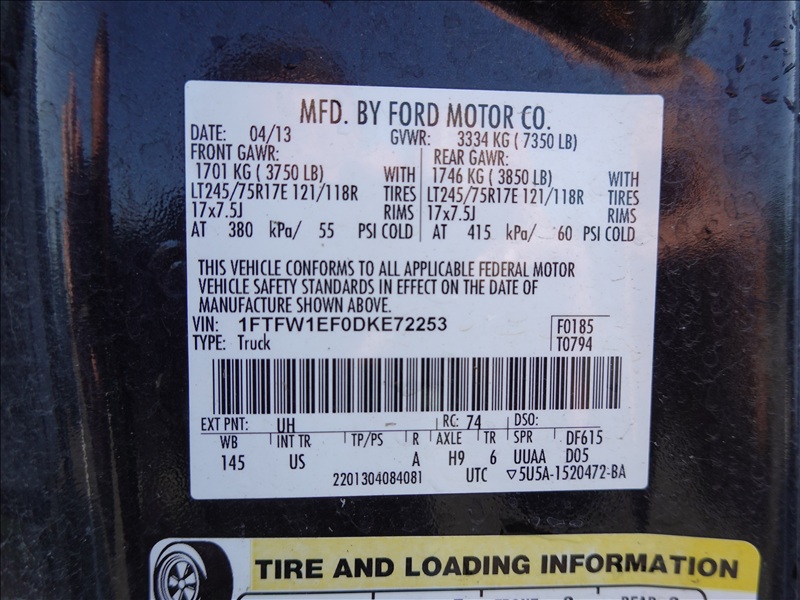 MFD. BY FORD MOTOR CO.
DATE: 04/13 GVWR: 3334 KG ( 7350 LB)
FRONT GAWR: REAR GAWR:
1701 KG ( 3750 LB) WITH 1746 KG ( 3850 LB) WITH
LT245/75R17E 121/118R TIRES LT245/75R17E 121/118R TIRES
17x7.5J RIMS 17x7.5J RIMS
AT 380 kPa/ 55 PSI COLD AT 415 kPa/ 60 PSI COLD
THIS VEHICLE CONFORMS TO ALL APPLICABLE FEDERAL MOTOR
VEHICLE SAFETY STANDARDS IN EFFECT ON THE DATE OF
MANUFACTURE SHOWN ABOVE.
VIN: 1FTFW1EF0DKE72253 F0185
TYPE: Truck T0794
EXT PNT: UH RC: 74 DSO:
WB INT TR TP/PS R AXLE TR SPR DF615
145 US A H9 6 UUAA D05
2201304084081 UTC ▽5U5A-1520472-BA
TIRE AND LOADING INFORMATION